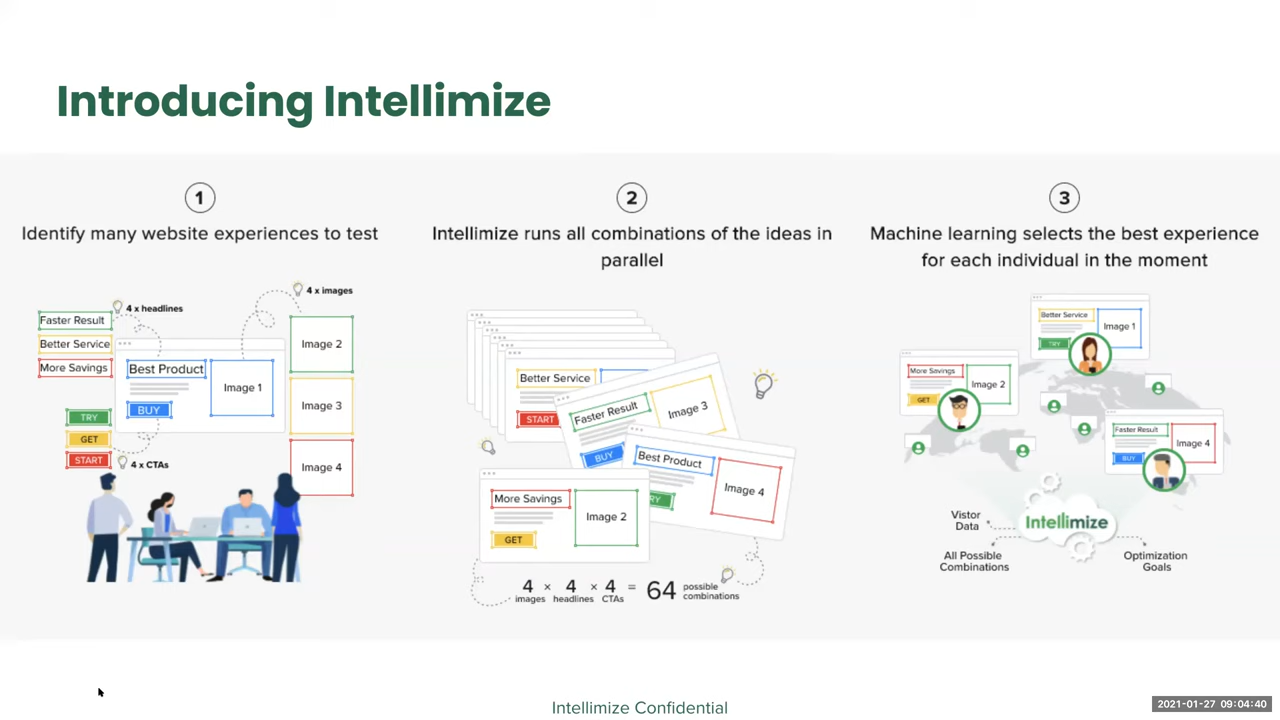 Introducing Intellimize
1
Identify many website experiences to test
4 x headlines
4 x images
Faster Result
Better Service
More Savings
Best Product
BUY
Image 1
Image 2
Image 3
Image 4
TRY
GET
START
4 x CTAs
2
Intellimize runs all combinations of the ideas in
parallel
Better Service
START
Faster Result
Image 3
BUY
Best Product
Image 4
RY
More Savings
Image 2
GET
4 × 4 × 4 = 64 possible combinations
images headlines CTAs
3
Machine learning selects the best experience
for each individual in the moment
Better Service
Image 1
TRY
More Savings
Image 2
GET
Faster Result
Image 4
BUY
Vistor
Data
Intellimize
All Possible
Combinations
Optimization
Goals
Intellimize Confidential
2021-01-27 09:04:40